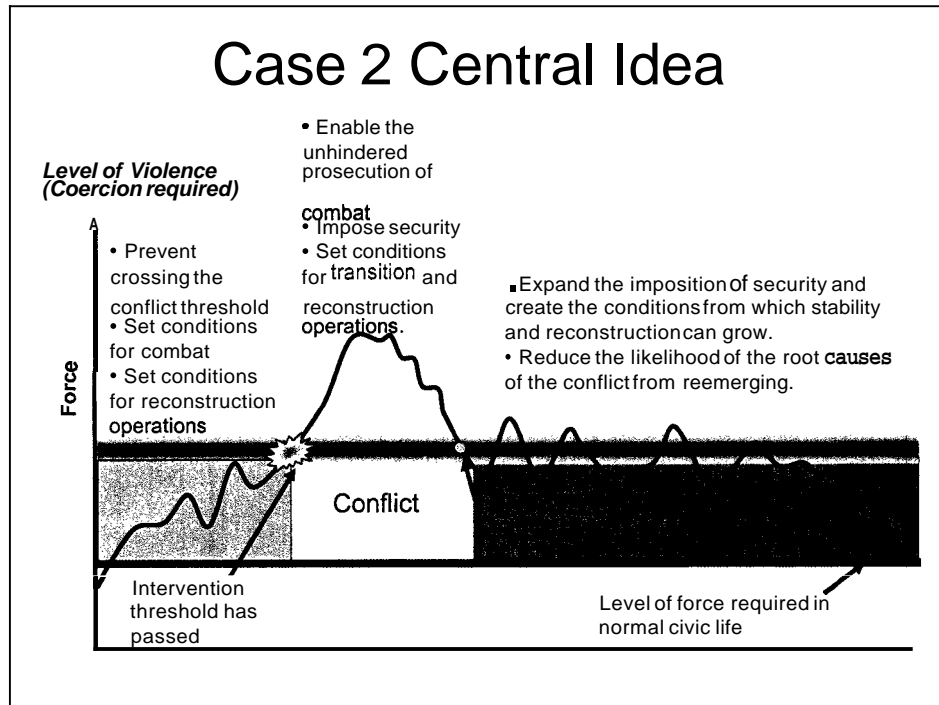 Case 2 Central Idea
• Enable the
unhindered
prosecution of
combat
• Impose security
• Set conditions
for transition and
reconstruction
operations.
Level of Violence
(Coercion required)
A
• Prevent
crossing the
conflict threshold
• Set conditions
for combat
• Set conditions
for reconstruction
operations
▪Expand the imposition of security and
create the conditions from which stability
and reconstruction can grow.
• Reduce the likelihood of the root causes
of the conflict from reemerging.
Force
Conflict
Intervention
threshold has
passed
Level of force required in
normal civic life